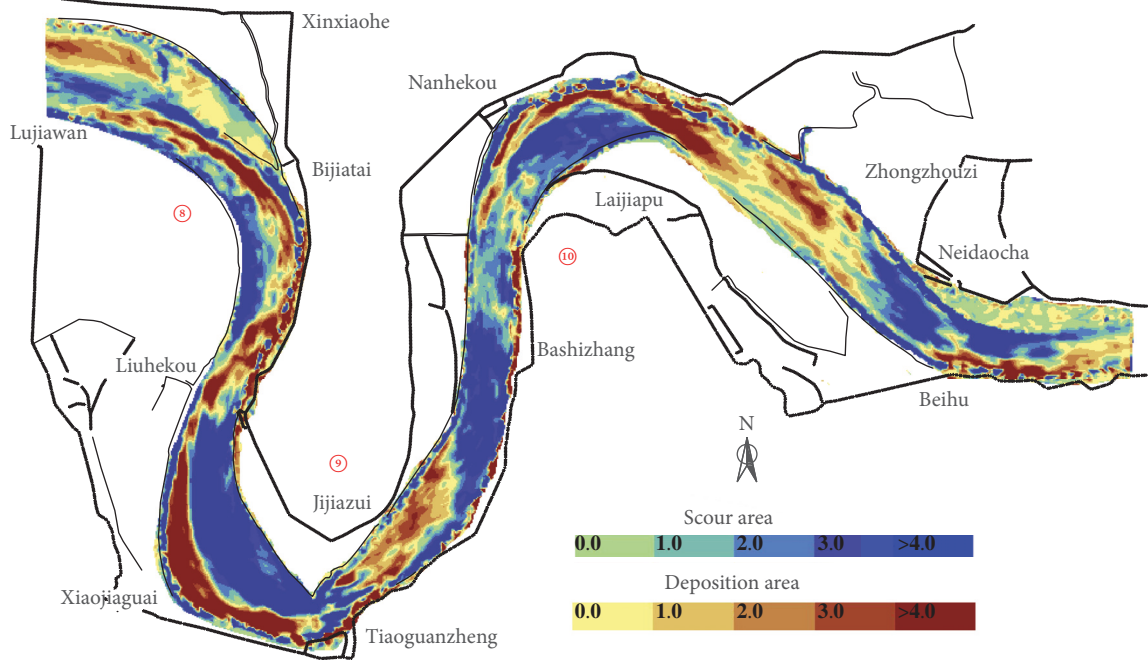 Xinxiaohe
Nanhekou
Lujiawan
Bijiatai
Zhongzhouzi
Laijiapu
⑧
⑩
Neidaocha
Bashizhang
Liuhekou
Beihu
N
⑨
Jijiazui
Scour area
0.0 1.0 2.0 3.0 >4.0
Deposition area
0.0 1.0 2.0 3.0 >4.0
Xiaojiaguai
Tiaoguanzheng